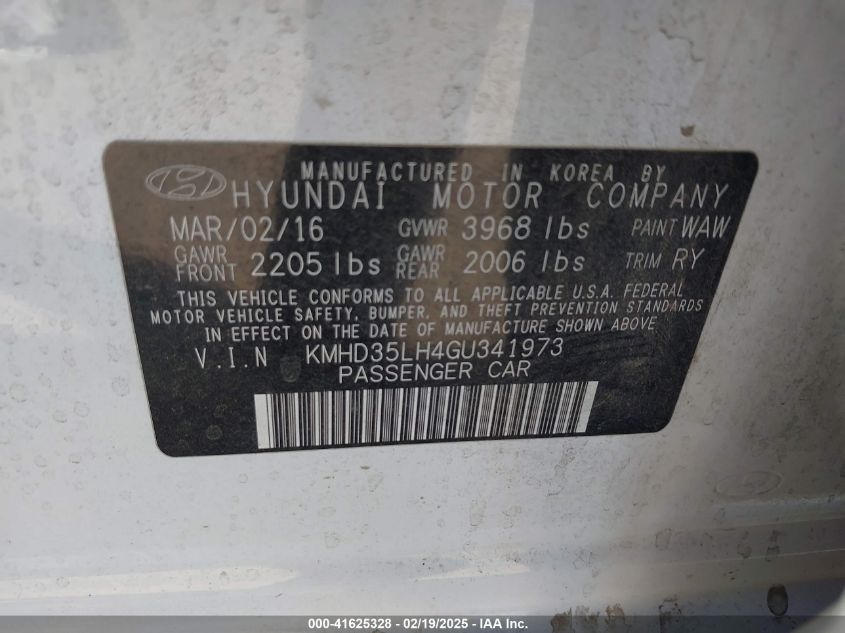 MANUFACTURED IN KOREA BY
HYUNDAI MOTOR COMPANY
MAR/02/16 GVWR 3968 lbs PAINT WAW
GAWR FRONT 2205 lbs GAWR REAR 2006 lbs TRIM RY
THIS VEHICLE CONFORMS TO ALL APPLICABLE U.S.A. FEDERAL
MOTOR VEHICLE SAFETY, BUMPER, AND THEFT PREVENTION STANDARDS
IN EFFECT ON THE DATE OF MANUFACTURE SHOWN ABOVE
V.I.N KMHD35LH4GU341973
PASSENGER CAR
000-41625328 - 02/19/2025 - IAAI.COM